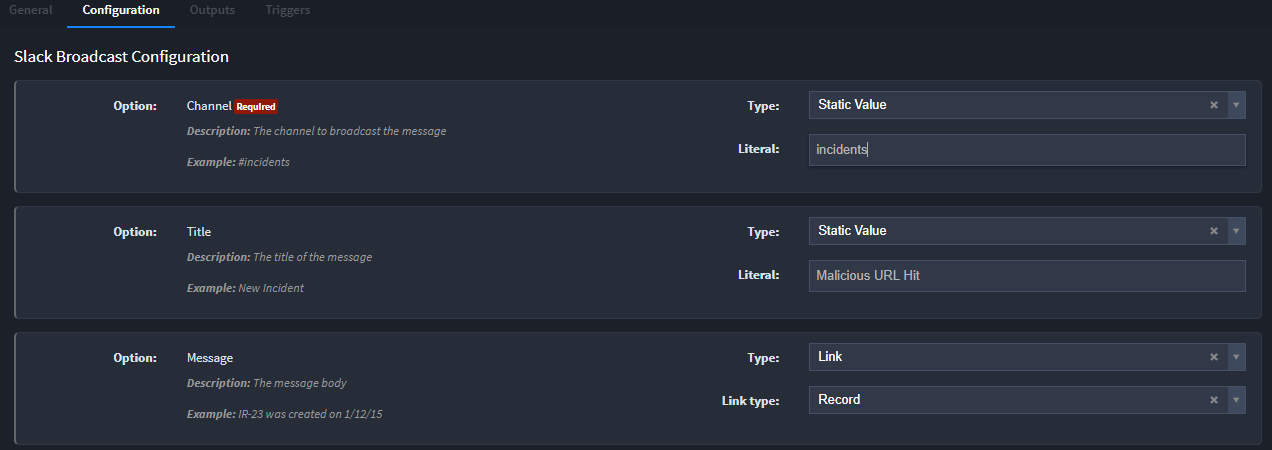 General Configuration Outputs Triggers
Slack Broadcast Configuration
Option: Channel Required Type: Static Value
Description: The channel to broadcast the message
Literal: incidents
Example: #incidents
Option: Title Type: Static Value
Description: The title of the message
Literal: Malicious URL Hit
Example: New Incident
Option: Message Type: Link
Description: The message body
Link type: Record
Example: IR-23 was created on 1/12/15